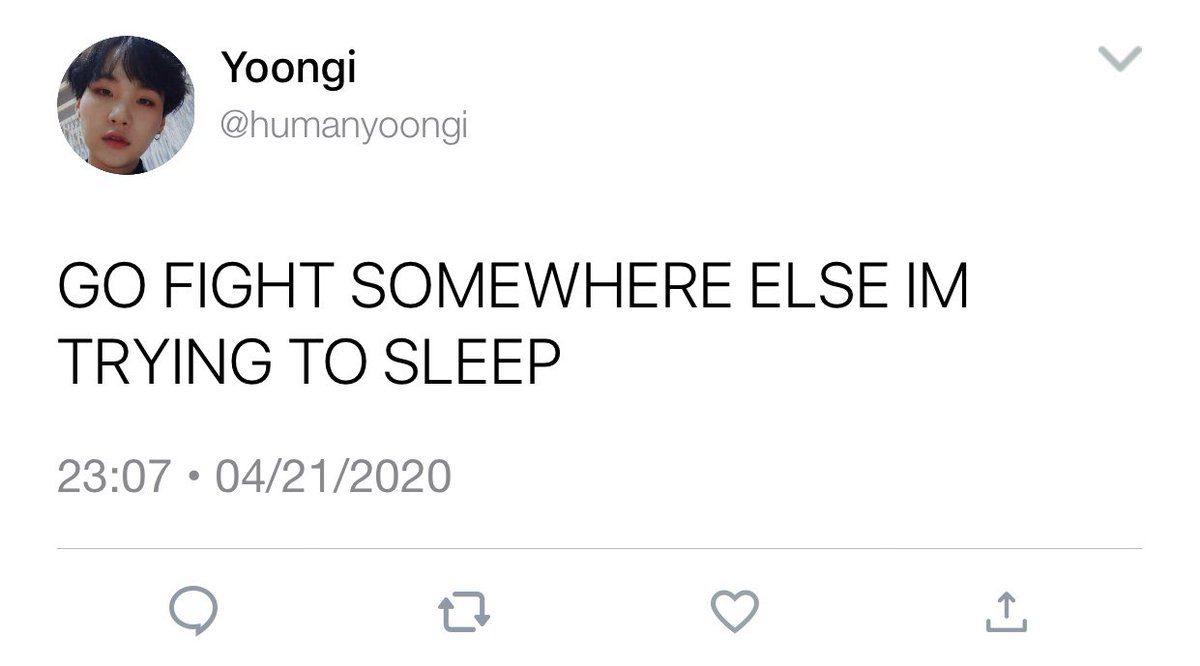 Yoongi
@humanyoongi
GO FIGHT SOMEWHERE ELSE IM
TRYING TO SLEEP
23:07 • 04/21/2020